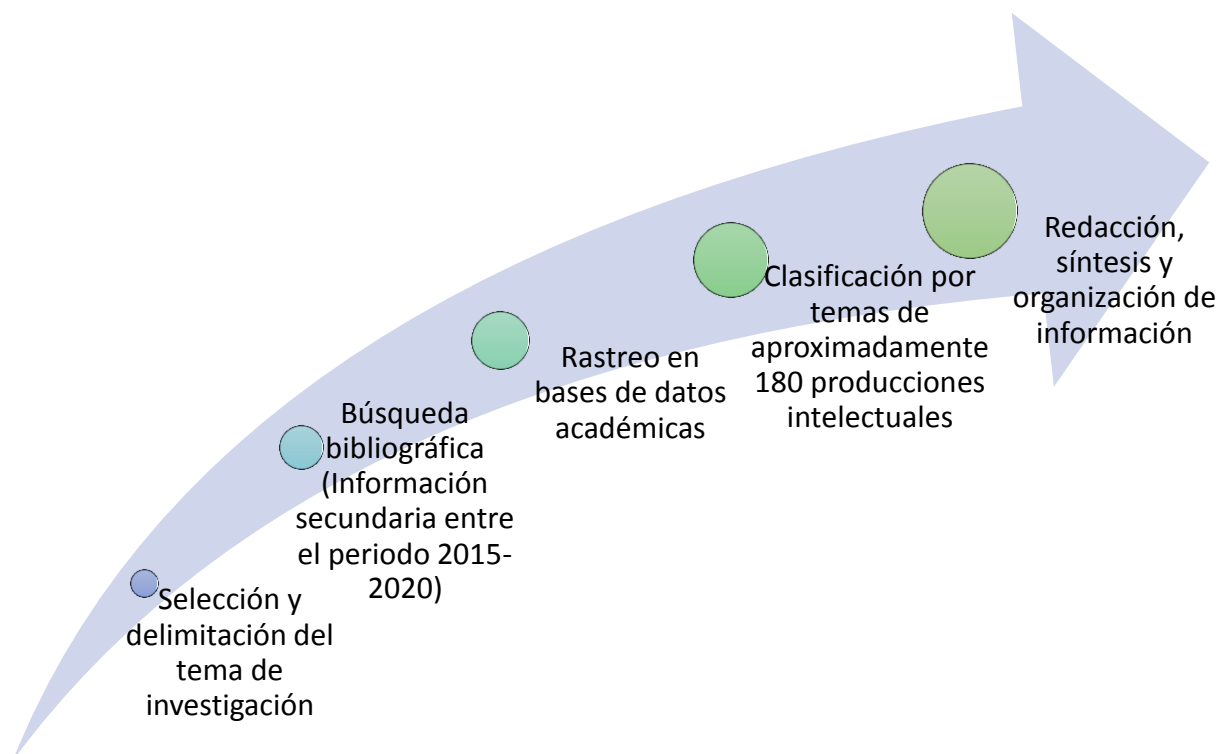 Selección y
delimitación del
tema de
investigación
Búsqueda
bibliográfica
(Información
secundaria entre
el periodo 2015-
2020)
Rastreo en
bases de datos
académicas
Clasificación por
temas de
aproximadamente
180 producciones
intelectuales
Redacción,
síntesis y
organización de
información